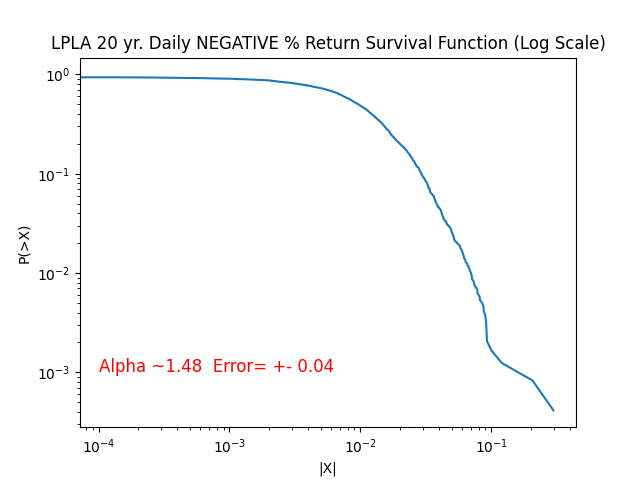 LPLA 20 yr. Daily NEGATIVE % Return Survival Function (Log Scale)
10⁰
10⁻¹
10⁻²
10⁻³
P(>X)
Alpha ~1.48  Error= +- 0.04
10⁻⁴ 10⁻³ 10⁻² 10⁻¹
|X|